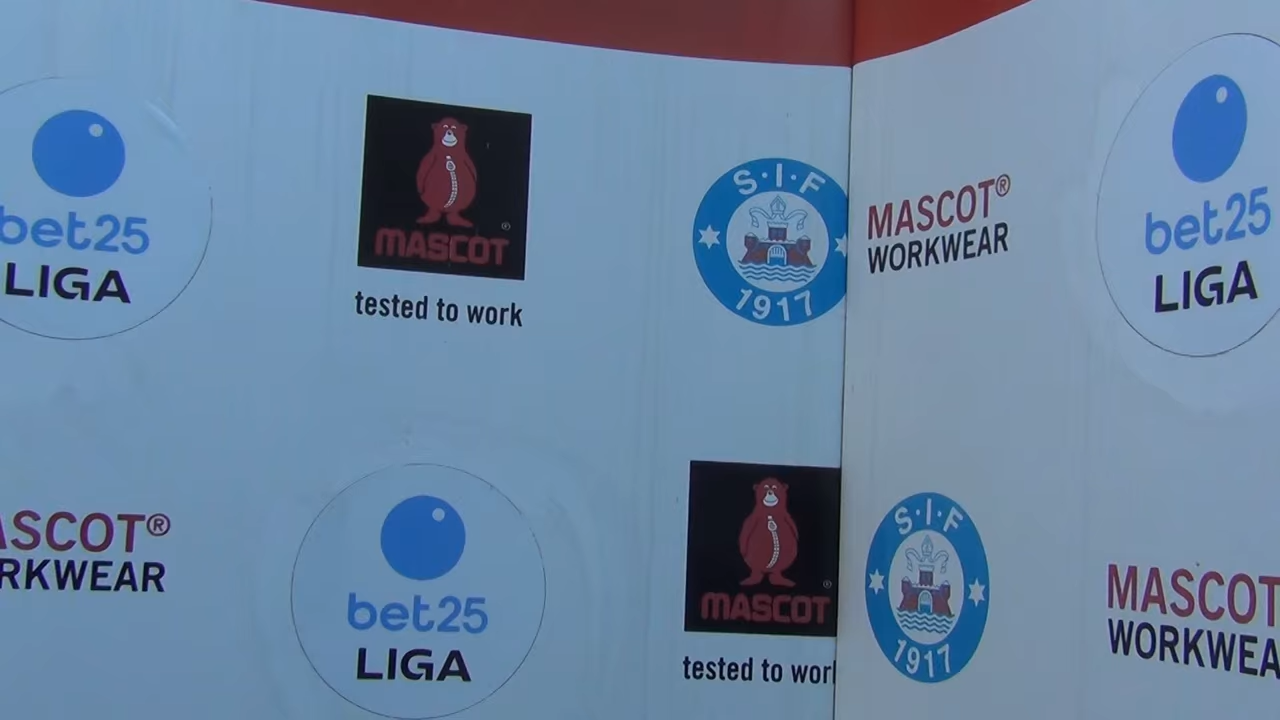 bet25
LIGA
MASCOT
®
tested to work
S·I·F
1917
MASCOT®
WORKWEAR
bet25
LIGA
ASCOT®
RKWEAR
bet25
LIGA
MASCOT
®
tested to wor
S·I·F
1917
MASCOT
WORKWEA